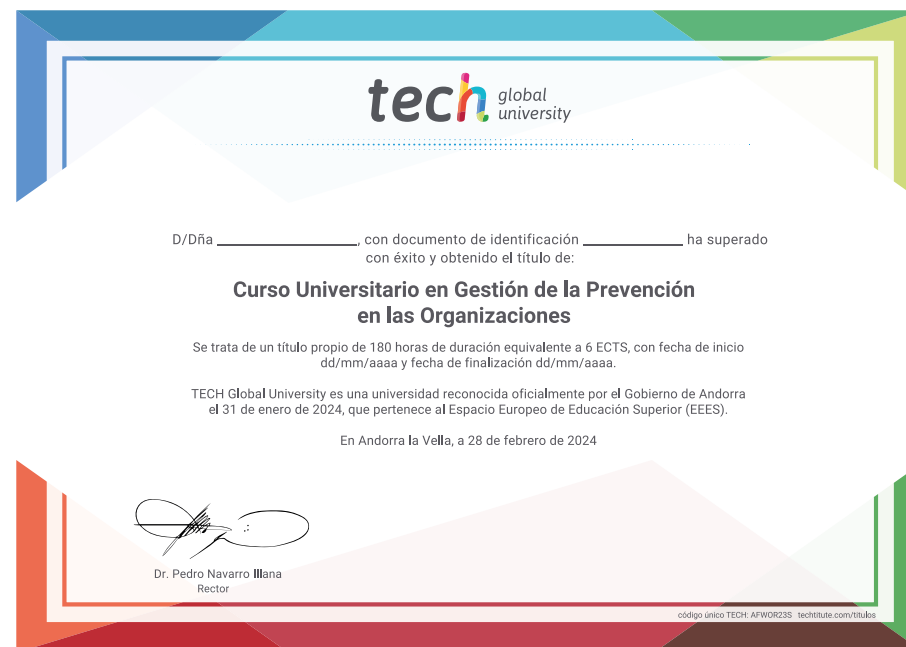 tech global university
D/Dña ____________________, con documento de identificación ______________ ha superado
con éxito y obtenido el título de:
Curso Universitario en Gestión de la Prevención
en las Organizaciones
Se trata de un título propio de 180 horas de duración equivalente a 6 ECTS, con fecha de inicio
dd/mm/aaaa y fecha de finalización dd/mm/aaaa.
TECH Global University es una universidad reconocida oficialmente por el Gobierno de Andorra
el 31 de enero de 2024, que pertenece al Espacio Europeo de Educación Superior (EEES).
En Andorra la Vella, a 28 de febrero de 2024
Dr. Pedro Navarro Illana
Rector
código único TECH: AFWOR23S techtitute.com/titulos